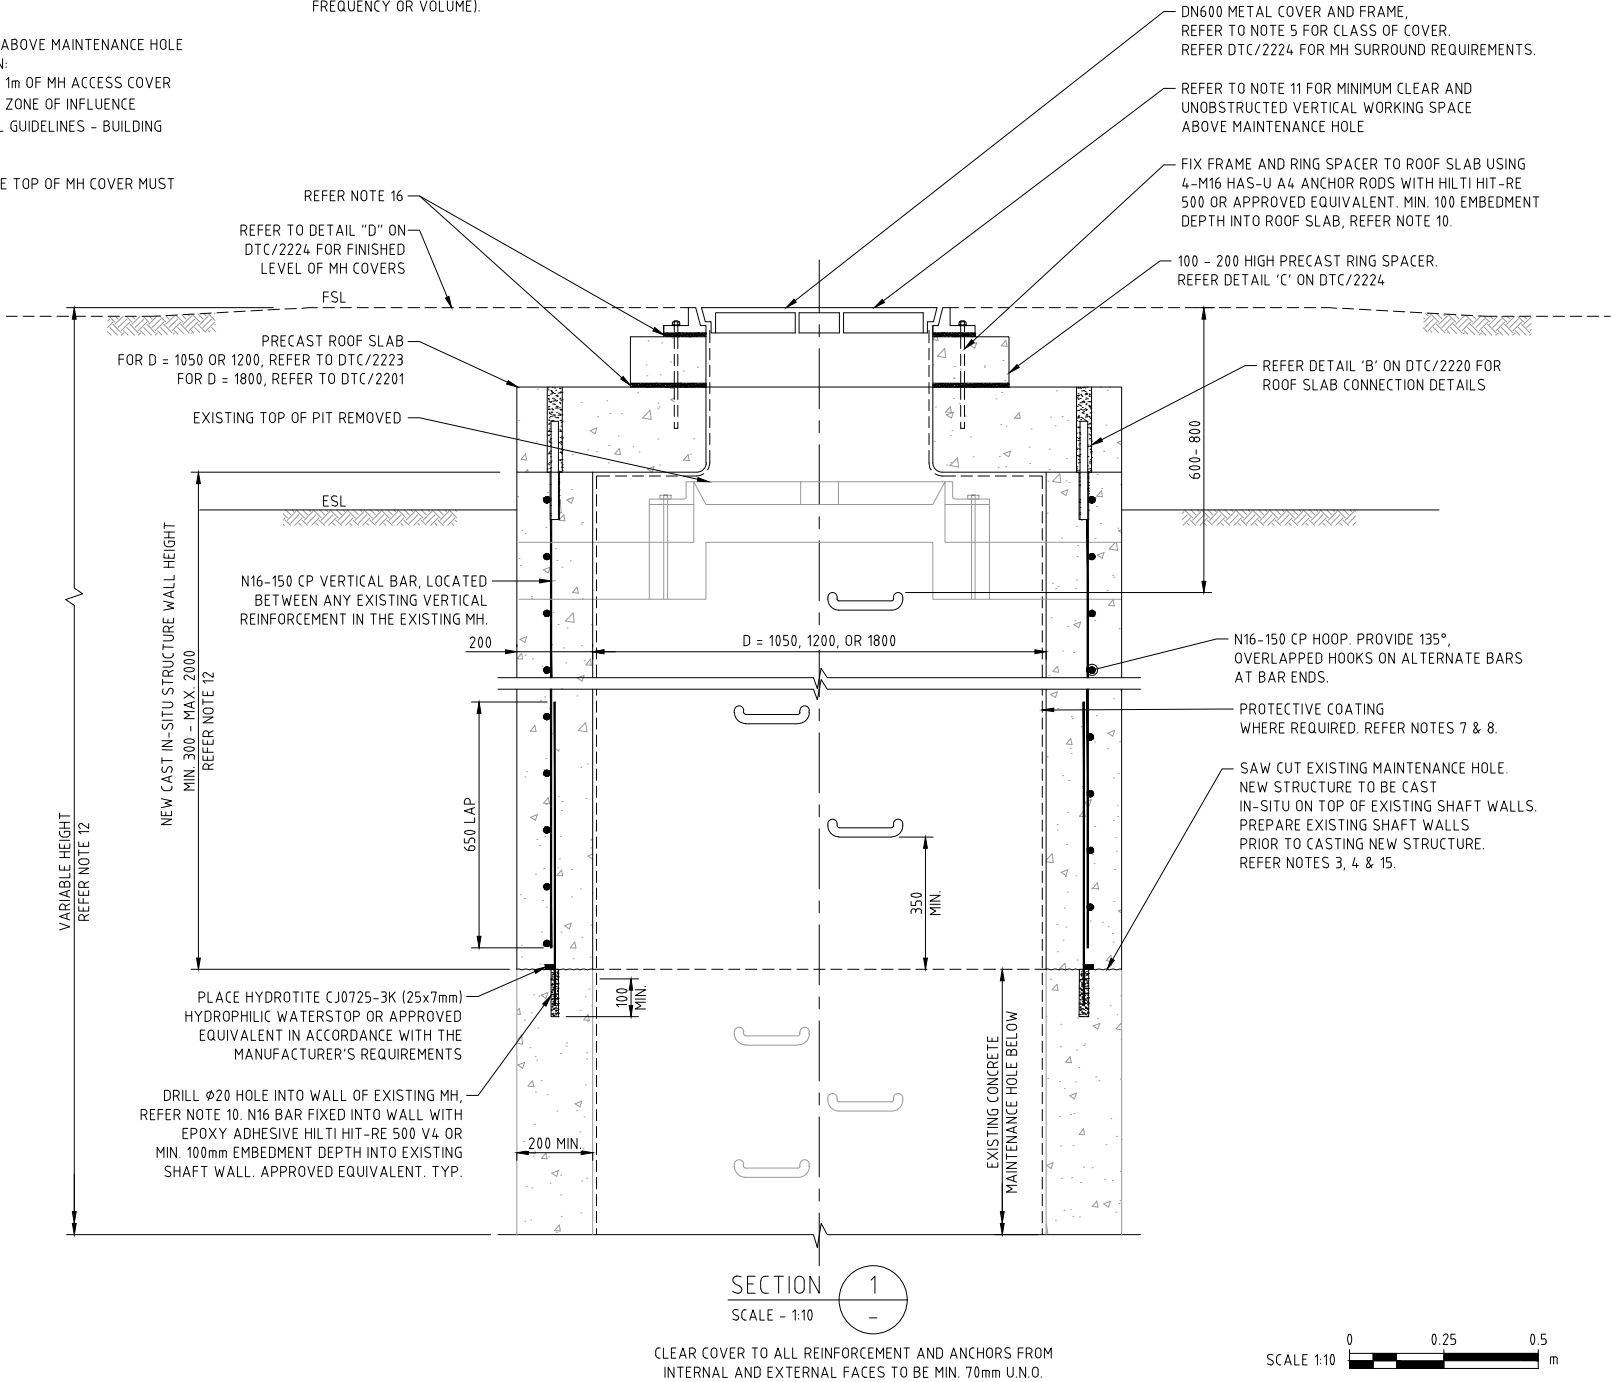 FREQUENCY OR VOLUME).
ABOVE MAINTENANCE HOLE
N:
1m OF MH ACCESS COVER
ZONE OF INFLUENCE
L GUIDELINES - BUILDING
E TOP OF MH COVER MUST
DN600 METAL COVER AND FRAME,
REFER TO NOTE 5 FOR CLASS OF COVER.
REFER DTC/2224 FOR MH SURROUND REQUIREMENTS.
REFER TO NOTE 11 FOR MINIMUM CLEAR AND
UNOBSTRUCTED VERTICAL WORKING SPACE
ABOVE MAINTENANCE HOLE
FIX FRAME AND RING SPACER TO ROOF SLAB USING
4-M16 HAS-U A4 ANCHOR RODS WITH HILTI HIT-RE
500 OR APPROVED EQUIVALENT. MIN. 100 EMBEDMENT
DEPTH INTO ROOF SLAB, REFER NOTE 10.
100 - 200 HIGH PRECAST RING SPACER.
REFER DETAIL 'C' ON DTC/2224
REFER NOTE 16
REFER TO DETAIL "D" ON
DTC/2224 FOR FINISHED
LEVEL OF MH COVERS
FSL
PRECAST ROOF SLAB
FOR D = 1050 OR 1200, REFER TO DTC/2223
FOR D = 1800, REFER TO DTC/2201
EXISTING TOP OF PIT REMOVED
REFER DETAIL 'B' ON DTC/2220 FOR
ROOF SLAB CONNECTION DETAILS
600- 800
ESL
NEW CAST IN-SITU STRUCTURE WALL HEIGHT
MIN. 300 - MAX. 2000
REFER NOTE 12
N16-150 CP VERTICAL BAR, LOCATED
BETWEEN ANY EXISTING VERTICAL
REINFORCEMENT IN THE EXISTING MH.
200
D = 1050, 1200, OR 1800
N16-150 CP HOOP. PROVIDE 135°,
OVERLAPPED HOOKS ON ALTERNATE BARS
AT BAR ENDS.
PROTECTIVE COATING
WHERE REQUIRED. REFER NOTES 7 & 8.
SAW CUT EXISTING MAINTENANCE HOLE.
NEW STRUCTURE TO BE CAST
IN-SITU ON TOP OF EXISTING SHAFT WALLS.
PREPARE EXISTING SHAFT WALLS
PRIOR TO CASTING NEW STRUCTURE.
REFER NOTES 3, 4 & 15.
VARIABLE HEIGHT
REFER NOTE 12
650 LAP
350
MIN.
100
MIN.
PLACE HYDROTITE CJ0725-3K (25x7mm)
HYDROPHILIC WATERSTOP OR APPROVED
EQUIVALENT IN ACCORDANCE WITH THE
MANUFACTURER'S REQUIREMENTS
DRILL Ø20 HOLE INTO WALL OF EXISTING MH,
REFER NOTE 10. N16 BAR FIXED INTO WALL WITH
EPOXY ADHESIVE HILTI HIT-RE 500 V4 OR
MIN. 100mm EMBEDMENT DEPTH INTO EXISTING
SHAFT WALL. APPROVED EQUIVALENT. TYP.
200 MIN.
EXISTING CONCRETE
MAINTENANCE HOLE BELOW
SECTION 1
SCALE - 1:10 -
CLEAR COVER TO ALL REINFORCEMENT AND ANCHORS FROM
INTERNAL AND EXTERNAL FACES TO BE MIN. 70mm U.N.O.
0 0.25 0.5
SCALE 1:10 m